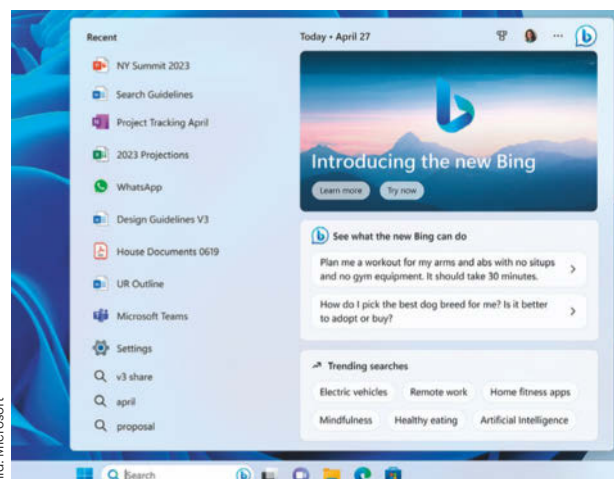 Recent
NY Summit 2023
Search Guidelines
Project Tracking April
2023 Projections
WhatsApp
Design Guidelines V3
House Documents 0619
UR Outline
Microsoft Teams
Settings
v3 share
april
proposal
Today • April 27
Introducing the new Bing
Learn more
Try now
See what the new Bing can do
Plan me a workout for my arms and abs with no situps
and no gym equipment. It should take 30 minutes.
How do I pick the best dog breed for me? Is it better
to adopt or buy?
Trending searches
Electric vehicles
Remote work
Home fitness apps
Mindfulness
Healthy eating
Artificial Intelligence
Search
Microsoft